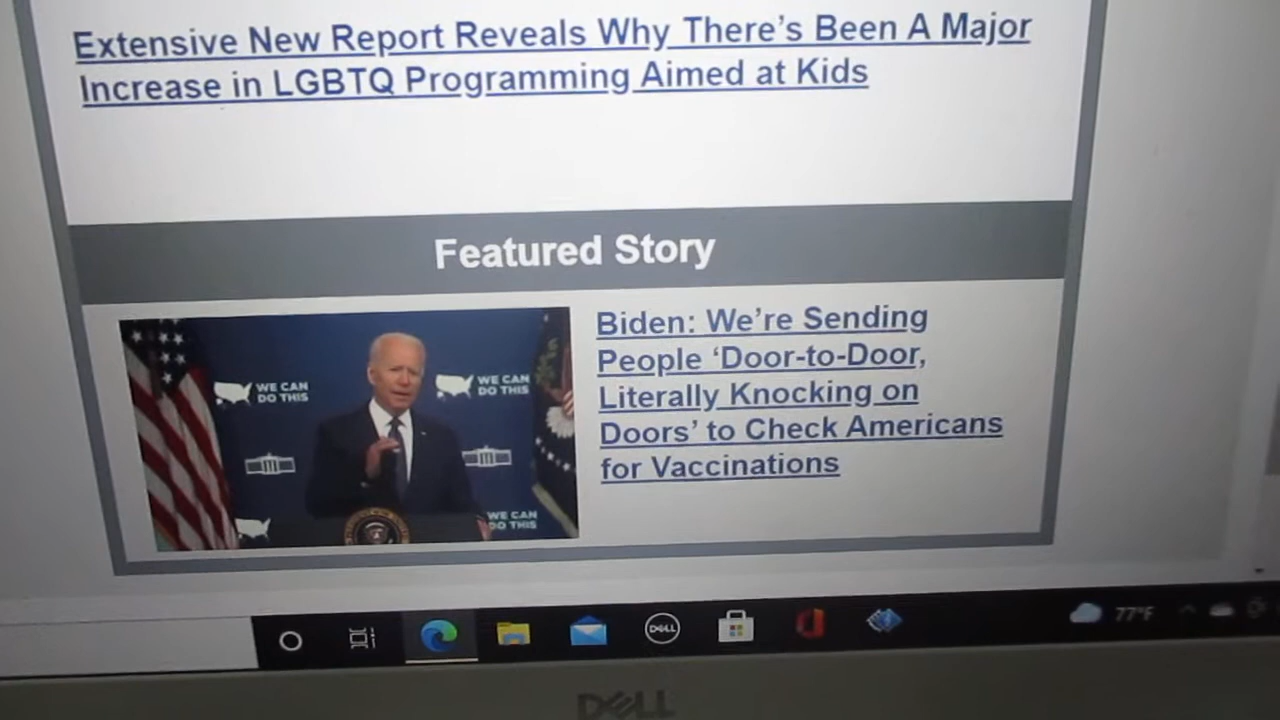 Extensive New Report Reveals Why There's Been A Major
Increase in LGBTQ Programming Aimed at Kids
Featured Story
Biden: We're Sending
People ‘Door-to-Door,
Literally Knocking on
Doors’ to Check Americans
for Vaccinations
WE CAN
DO THIS
WE CAN
DO THIS
WE CAN
DO THIS
DELL
77°F
DELL